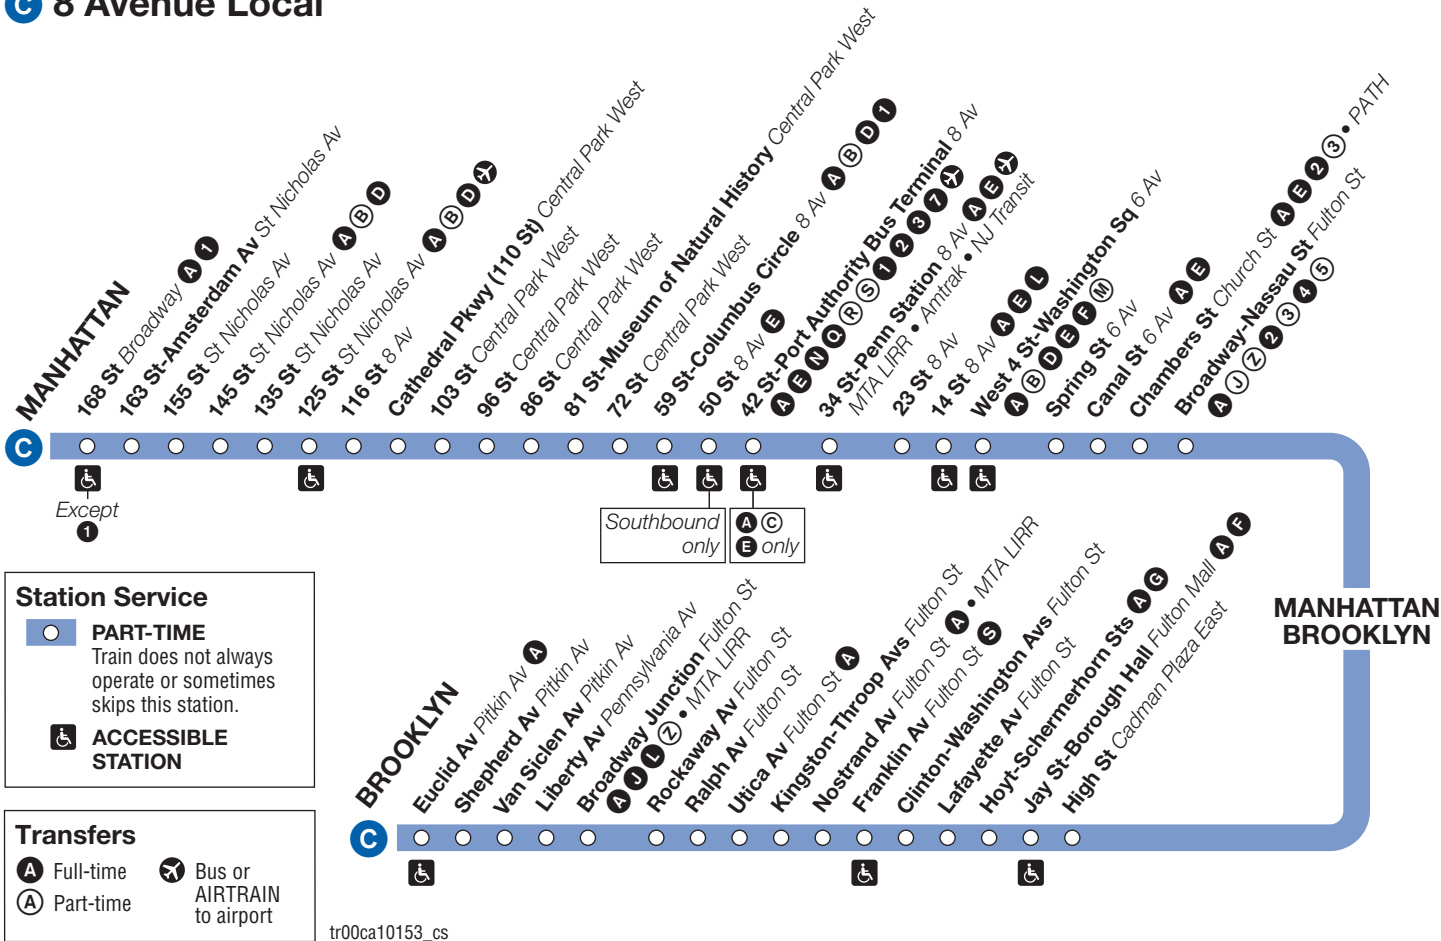 C 8 Avenue Local
MANHATTAN
168 St Broadway A 1
163 St-Amsterdam Av St Nicholas Av
155 St St Nicholas Av
145 St St Nicholas Av A B D
135 St St Nicholas Av
125 St St Nicholas Av A B D
116 St 8 Av
Cathedral Pkwy (110 St) Central Park West
103 St Central Park West
96 St Central Park West
86 St Central Park West
81 St-Museum of Natural History Central Park West
72 St Central Park West
59 St-Columbus Circle 8 Av A B D 1
50 St 8 Av E
42 St-Port Authority Bus Terminal 8 Av
A E N Q R S 1 2 3 7
34 St-Penn Station 8 Av A E
MTA LIRR • Amtrak • NJ Transit
23 St 8 Av
14 St 8 Av A E L
West 4 St-Washington Sq 6 Av
A B D E F M
Spring St 6 Av
Canal St 6 Av A E
Chambers St Church St A E 2 3 • PATH
Broadway-Nassau St Fulton St
A J Z 2 3 4 5
C
Except
1
Southbound
only
A C
E only
MANHATTAN
BROOKLYN
BROOKLYN
Euclid Av Pitkin Av A
Shepherd Av Pitkin Av
Van Siclen Av Pitkin Av
Liberty Av Pennsylvania Av
Broadway Junction Fulton St
A J L Z • MTA LIRR
Rockaway Av Fulton St
Ralph Av Fulton St
Utica Av Fulton St A
Kingston-Throop Avs Fulton St
Nostrand Av Fulton St A • MTA LIRR
Franklin Av Fulton St S
Clinton-Washington Avs Fulton St
Lafayette Av Fulton St
Hoyt-Schermerhorn Sts A G
Jay St-Borough Hall Fulton Mall A F
High St Cadman Plaza East
C
Station Service
PART-TIME
Train does not always
operate or sometimes
skips this station.
ACCESSIBLE
STATION
Transfers
A Full-time
A Part-time
Bus or
AIRTRAIN
to airport
tr00ca10153_cs